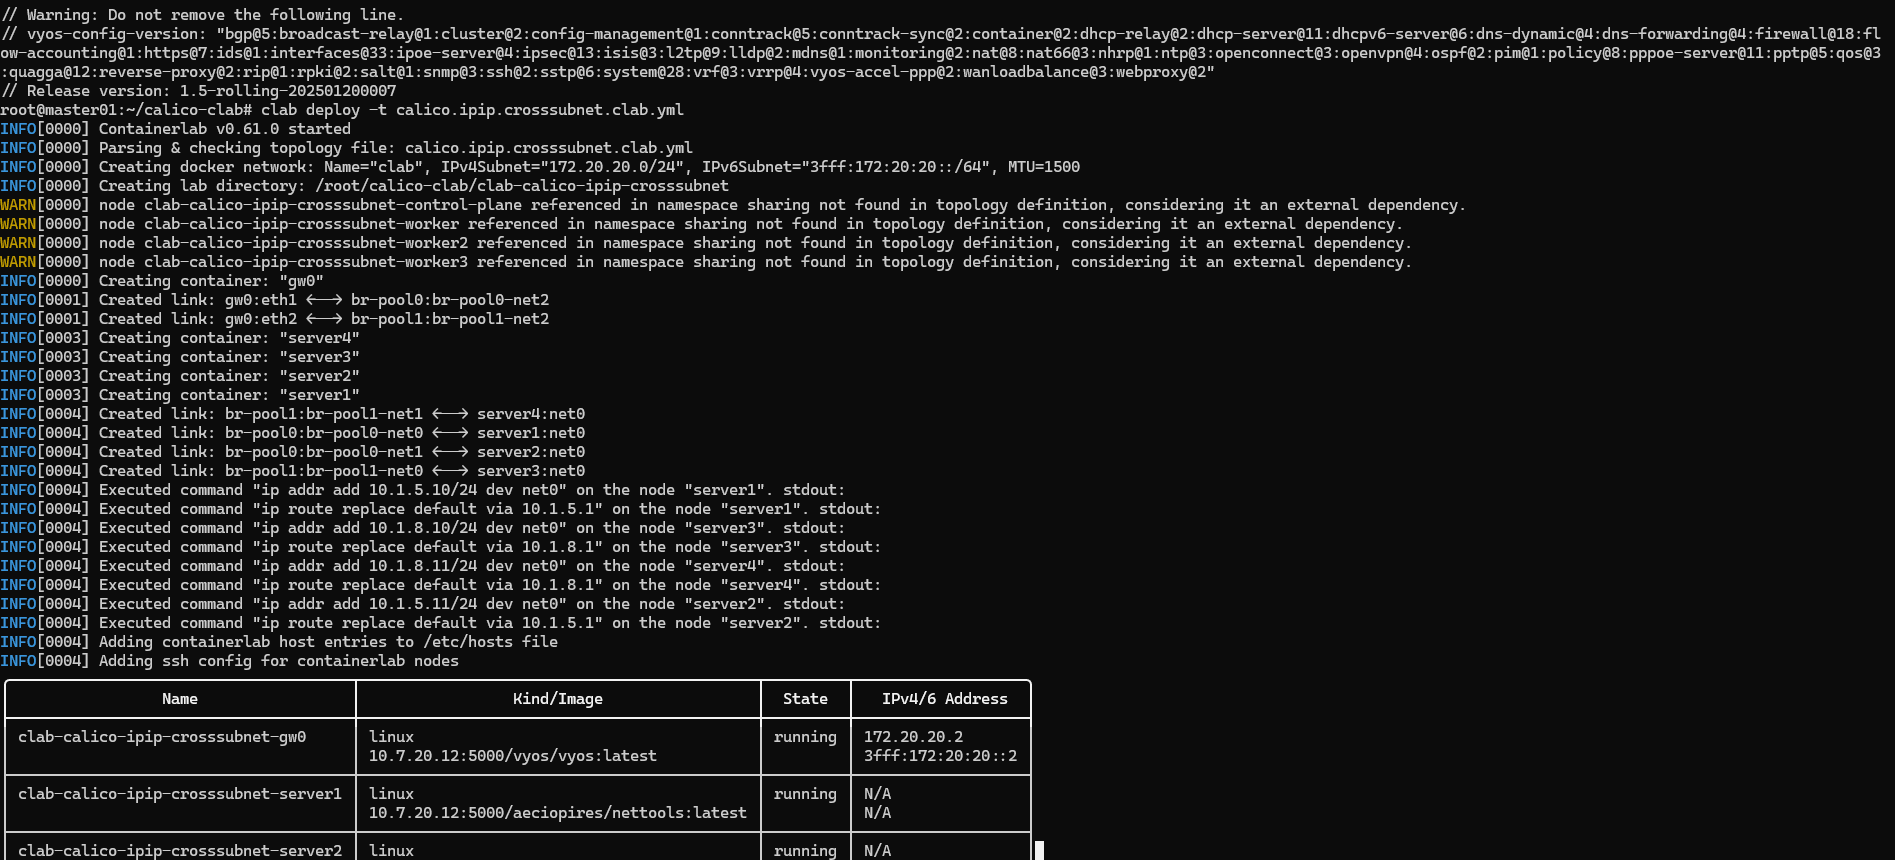 // Warning: Do not remove the following line.
// vyos-config-version: "bgp@5:broadcast-relay@1:cluster@2:config-management@1:conntrack@5:conntrack-sync@2:container@2:dhcp-relay@2:dhcp-server@11:dhcpv6-server@6:dns-dynamic@4:dns-forwarding@4:firewall@18:fl
ow-accounting@1:https@7:ids@1:interfaces@33:ipoe-server@4:ipsec@13:isis@3:l2tp@9:lldp@2:mdns@1:monitoring@2:nat@8:nat66@3:nhrp@1:ntp@3:openconnect@3:openvpn@4:ospf@2:pim@1:policy@8:pppoe-server@11:pptp@5:qos@3
:quagga@12:reverse-proxy@2:rip@1:rpki@2:salt@1:snmp@3:ssh@2:sstp@6:system@28:vrf@3:vrrp@4:vyos-accel-ppp@2:wanloadbalance@3:webproxy@2"
// Release version: 1.5-rolling-202501200007
root@master01:~/calico-clab# clab deploy -t calico.ipip.crosssubnet.clab.yml
INFO[0000] Containerlab v0.61.0 started
INFO[0000] Parsing & checking topology file: calico.ipip.crosssubnet.clab.yml
INFO[0000] Creating docker network: Name="clab", IPv4Subnet="172.20.20.0/24", IPv6Subnet="3fff:172:20:20::/64", MTU=1500
INFO[0000] Creating lab directory: /root/calico-clab/clab-calico-ipip-crosssubnet
WARN[0000] node clab-calico-ipip-crosssubnet-control-plane referenced in namespace sharing not found in topology definition, considering it an external dependency.
WARN[0000] node clab-calico-ipip-crosssubnet-worker referenced in namespace sharing not found in topology definition, considering it an external dependency.
WARN[0000] node clab-calico-ipip-crosssubnet-worker2 referenced in namespace sharing not found in topology definition, considering it an external dependency.
WARN[0000] node clab-calico-ipip-crosssubnet-worker3 referenced in namespace sharing not found in topology definition, considering it an external dependency.
INFO[0000] Creating container: "gw0"
INFO[0001] Created link: gw0:eth1 <--> br-pool0:br-pool0-net2
INFO[0001] Created link: gw0:eth2 <--> br-pool1:br-pool1-net2
INFO[0003] Creating container: "server4"
INFO[0003] Creating container: "server3"
INFO[0003] Creating container: "server2"
INFO[0003] Creating container: "server1"
INFO[0004] Created link: br-pool1:br-pool1-net1 <--> server4:net0
INFO[0004] Created link: br-pool0:br-pool0-net0 <--> server1:net0
INFO[0004] Created link: br-pool0:br-pool0-net1 <--> server2:net0
INFO[0004] Created link: br-pool1:br-pool1-net0 <--> server3:net0
INFO[0004] Executed command "ip addr add 10.1.5.10/24 dev net0" on the node "server1". stdout:
INFO[0004] Executed command "ip route replace default via 10.1.5.1" on the node "server1". stdout:
INFO[0004] Executed command "ip addr add 10.1.8.10/24 dev net0" on the node "server3". stdout:
INFO[0004] Executed command "ip route replace default via 10.1.8.1" on the node "server3". stdout:
INFO[0004] Executed command "ip addr add 10.1.8.11/24 dev net0" on the node "server4". stdout:
INFO[0004] Executed command "ip route replace default via 10.1.8.1" on the node "server4". stdout:
INFO[0004] Executed command "ip addr add 10.1.5.11/24 dev net0" on the node "server2". stdout:
INFO[0004] Executed command "ip route replace default via 10.1.5.1" on the node "server2". stdout:
INFO[0004] Adding containerlab host entries to /etc/hosts file
INFO[0004] Adding ssh config for containerlab nodes
Name Kind/Image State IPv4/6 Address
clab-calico-ipip-crosssubnet-gw0 linux running 172.20.20.2
10.7.20.12:5000/vyos/vyos:latest 3fff:172:20:20::2
clab-calico-ipip-crosssubnet-server1 linux running N/A
10.7.20.12:5000/aeciopires/nettools:latest N/A
clab-calico-ipip-crosssubnet-server2 linux running N/A